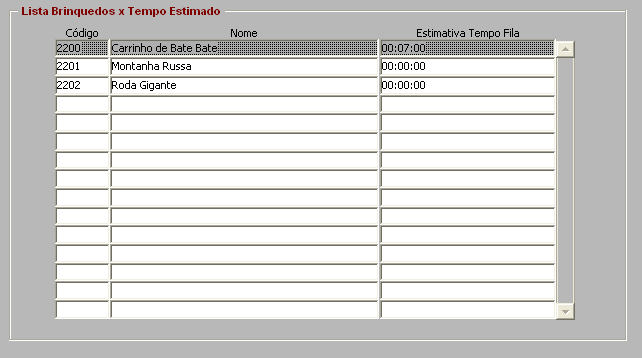 Lista Brinquedos x Tempo Estimado
Código Nome Estimativa Tempo Fila
2200 Carrinho de Bate Bate 00:07:00
2201 Montanha Russa 00:00:00
2202 Roda Gigante 00:00:00